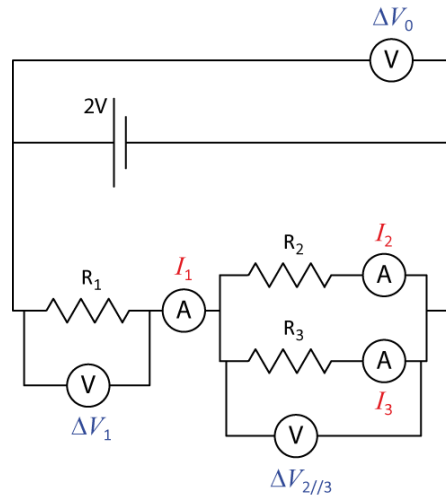 ΔV₀
V
2V
R₁
I₁
A
R₂
I₂
A
R₃
A
I₃
V
ΔV₁
V
ΔV₂//₃